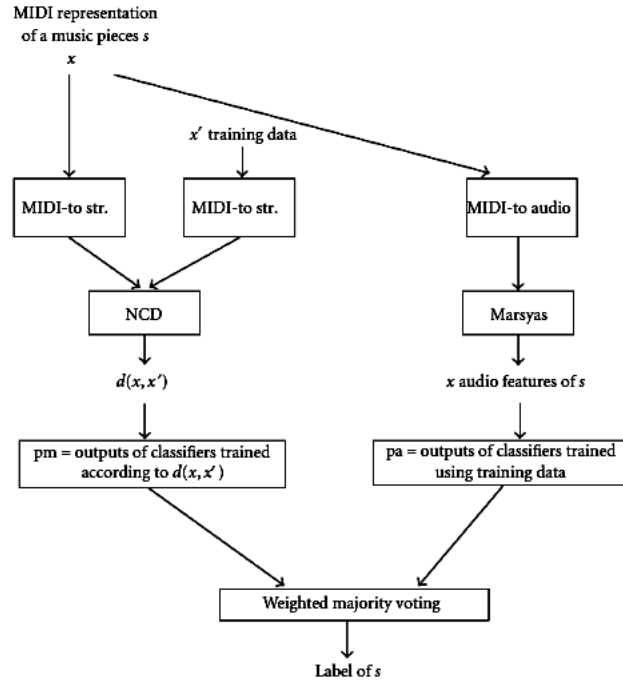 MIDI representation
of a music pieces s
x
x′ training data
MIDI-to str.
MIDI-to str.
MIDI-to audio
NCD
Marsyas
d(x, x′)
x audio features of s
pm = outputs of classifiers trained
according to d(x, x′)
pa = outputs of classifiers trained
using training data
Weighted majority voting
Label of s